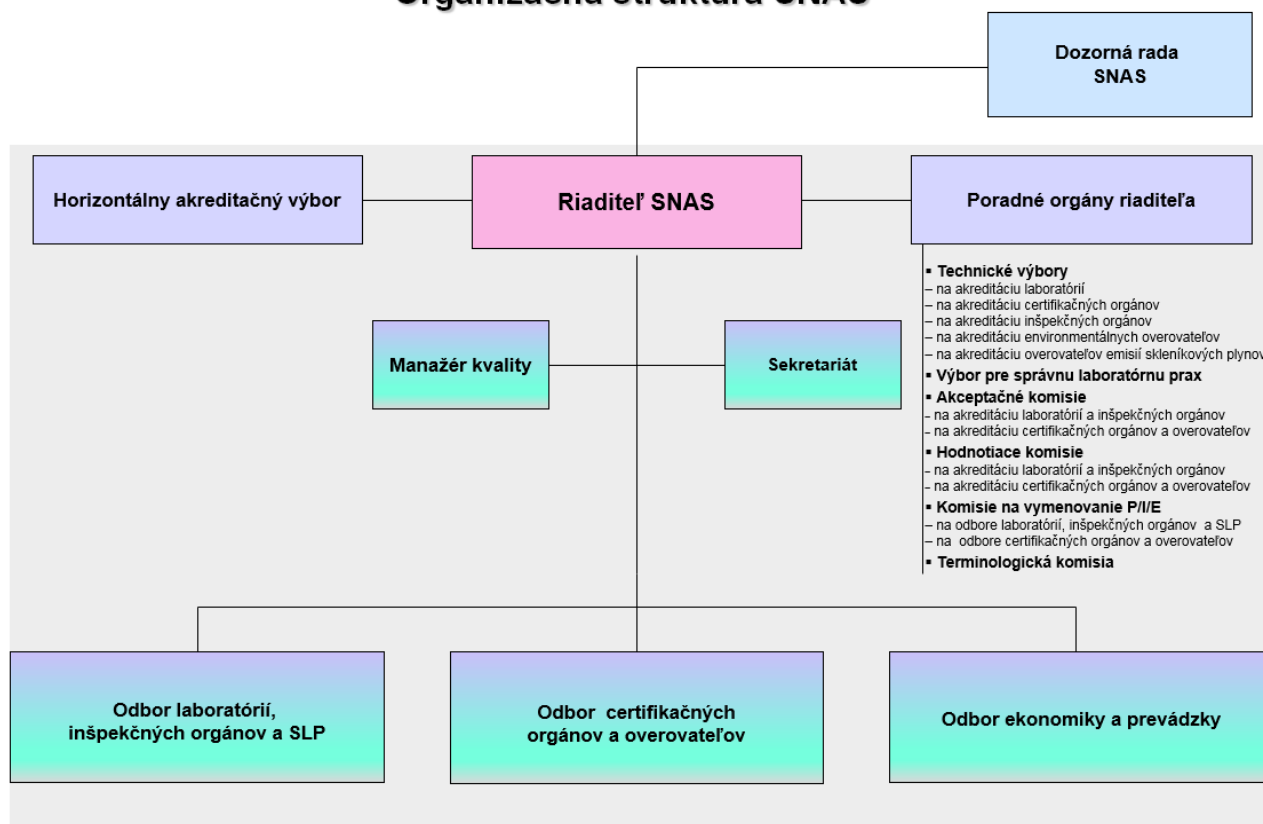 Organizačná štruktúra SNAS
Dozorná rada
SNAS
Horizontálny akreditačný výbor
Riaditeľ SNAS
Poradné orgány riaditeľa
▪ Technické výbory
– na akreditáciu laboratórií
– na akreditáciu certifikačných orgánov
– na akreditáciu inšpekčných orgánov
– na akreditáciu environmentálnych overovateľov
– na akreditáciu overovateľov emisií skleníkových plynov
▪ Výbor pre správnu laboratórnu prax
▪ Akceptačné komisie
- na akreditáciu laboratórií a inšpekčných orgánov
– na akreditáciu certifikačných orgánov a overovateľov
▪ Hodnotiace komisie
– na akreditáciu laboratórií a inšpekčných orgánov
- na akreditáciu certifikačných orgánov a overovateľov
▪ Komisie na vymenovanie P/I/E
– na odbore laboratórií, inšpekčných orgánov a SLP
– na odbore certifikačných orgánov a overovateľov
▪ Terminologická komisia
Manažér kvality
Sekretariát
Odbor laboratórií,
inšpekčných orgánov a SLP
Odbor certifikačných
orgánov a overovateľov
Odbor ekonomiky a prevádzky